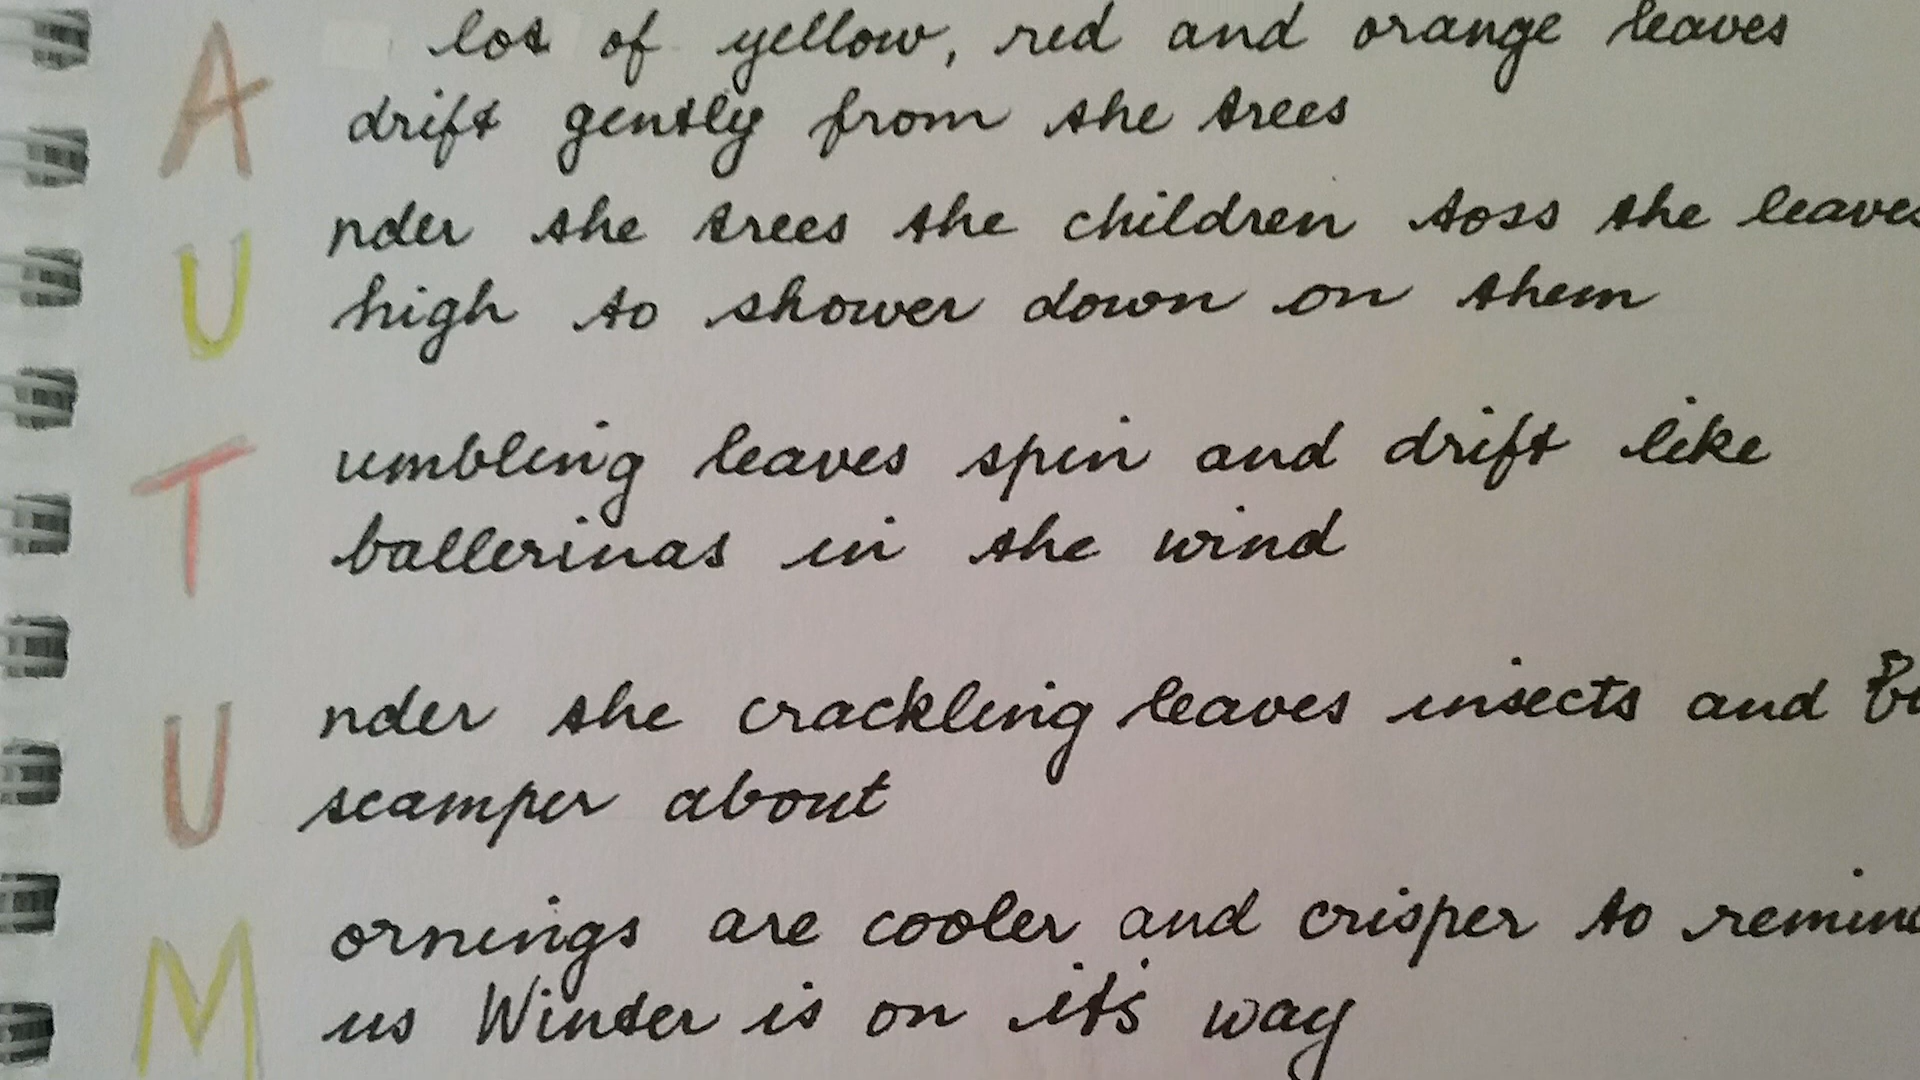 A lot of yellow, red and orange leaves
drift gently from the trees
U nder the trees the children toss the leaves
high to shower down on them
T umbling leaves spin and drift like
ballerinas in the wind
U nder the crackling leaves insects and
scamper about
M ornings are cooler and crisper to remind
us Winter is on it's way